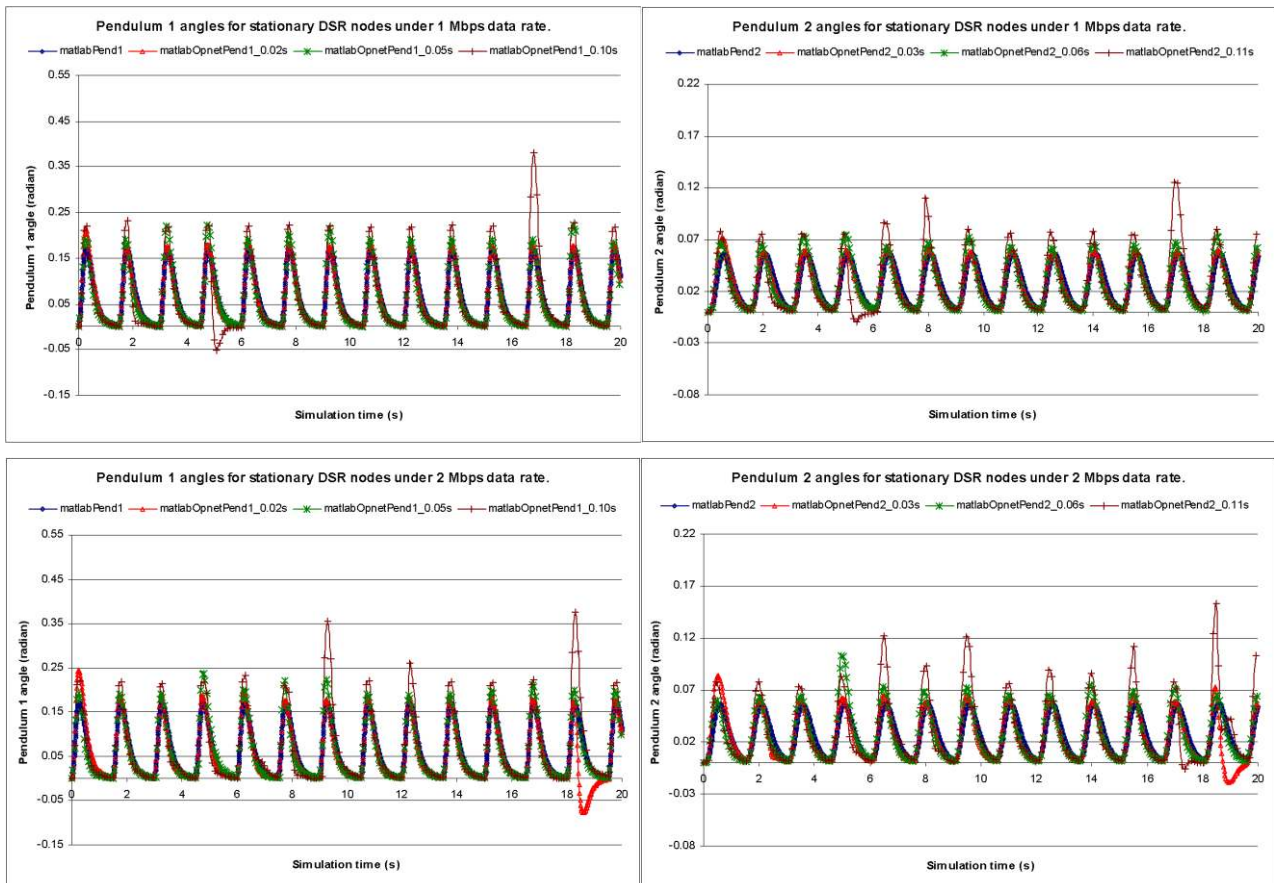 Pendulum 1 angles for stationary DSR nodes under 1 Mbps data rate.
matlabPend1 matlabOpnetPend1_0.02s matlabOpnetPend1_0.05s matlabOpnetPend1_0.10s
Pendulum 1 angle (radian)
0.55
0.45
0.35
0.25
0.15
0.05
-0.05
-0.15
0 2 4 6 8 10 12 14 16 18 20
Simulation time (s)
Pendulum 2 angles for stationary DSR nodes under 1 Mbps data rate.
matlabPend2 matlabOpnetPend2_0.03s matlabOpnetPend2_0.06s matlabOpnetPend2_0.11s
Pendulum 2 angle (radian)
0.22
0.17
0.12
0.07
0.02
-0.03
-0.08
0 2 4 6 8 10 12 14 16 18 20
Simulation time (s)
Pendulum 1 angles for stationary DSR nodes under 2 Mbps data rate.
matlabPend1 matlabOpnetPend1_0.02s matlabOpnetPend1_0.05s matlabOpnetPend1_0.10s
Pendulum 1 angle (radian)
0.55
0.45
0.35
0.25
0.15
0.05
-0.05
-0.15
0 2 4 6 8 10 12 14 16 18 20
Simulation time (s)
Pendulum 2 angles for stationary DSR nodes under 2 Mbps data rate.
matlabPend2 matlabOpnetPend2_0.03s matlabOpnetPend2_0.06s matlabOpnetPend2_0.11s
Pendulum 2 angle (radian)
0.22
0.17
0.12
0.07
0.02
-0.03
-0.08
0 2 4 6 8 10 12 14 16 18 20
Simulation time (s)